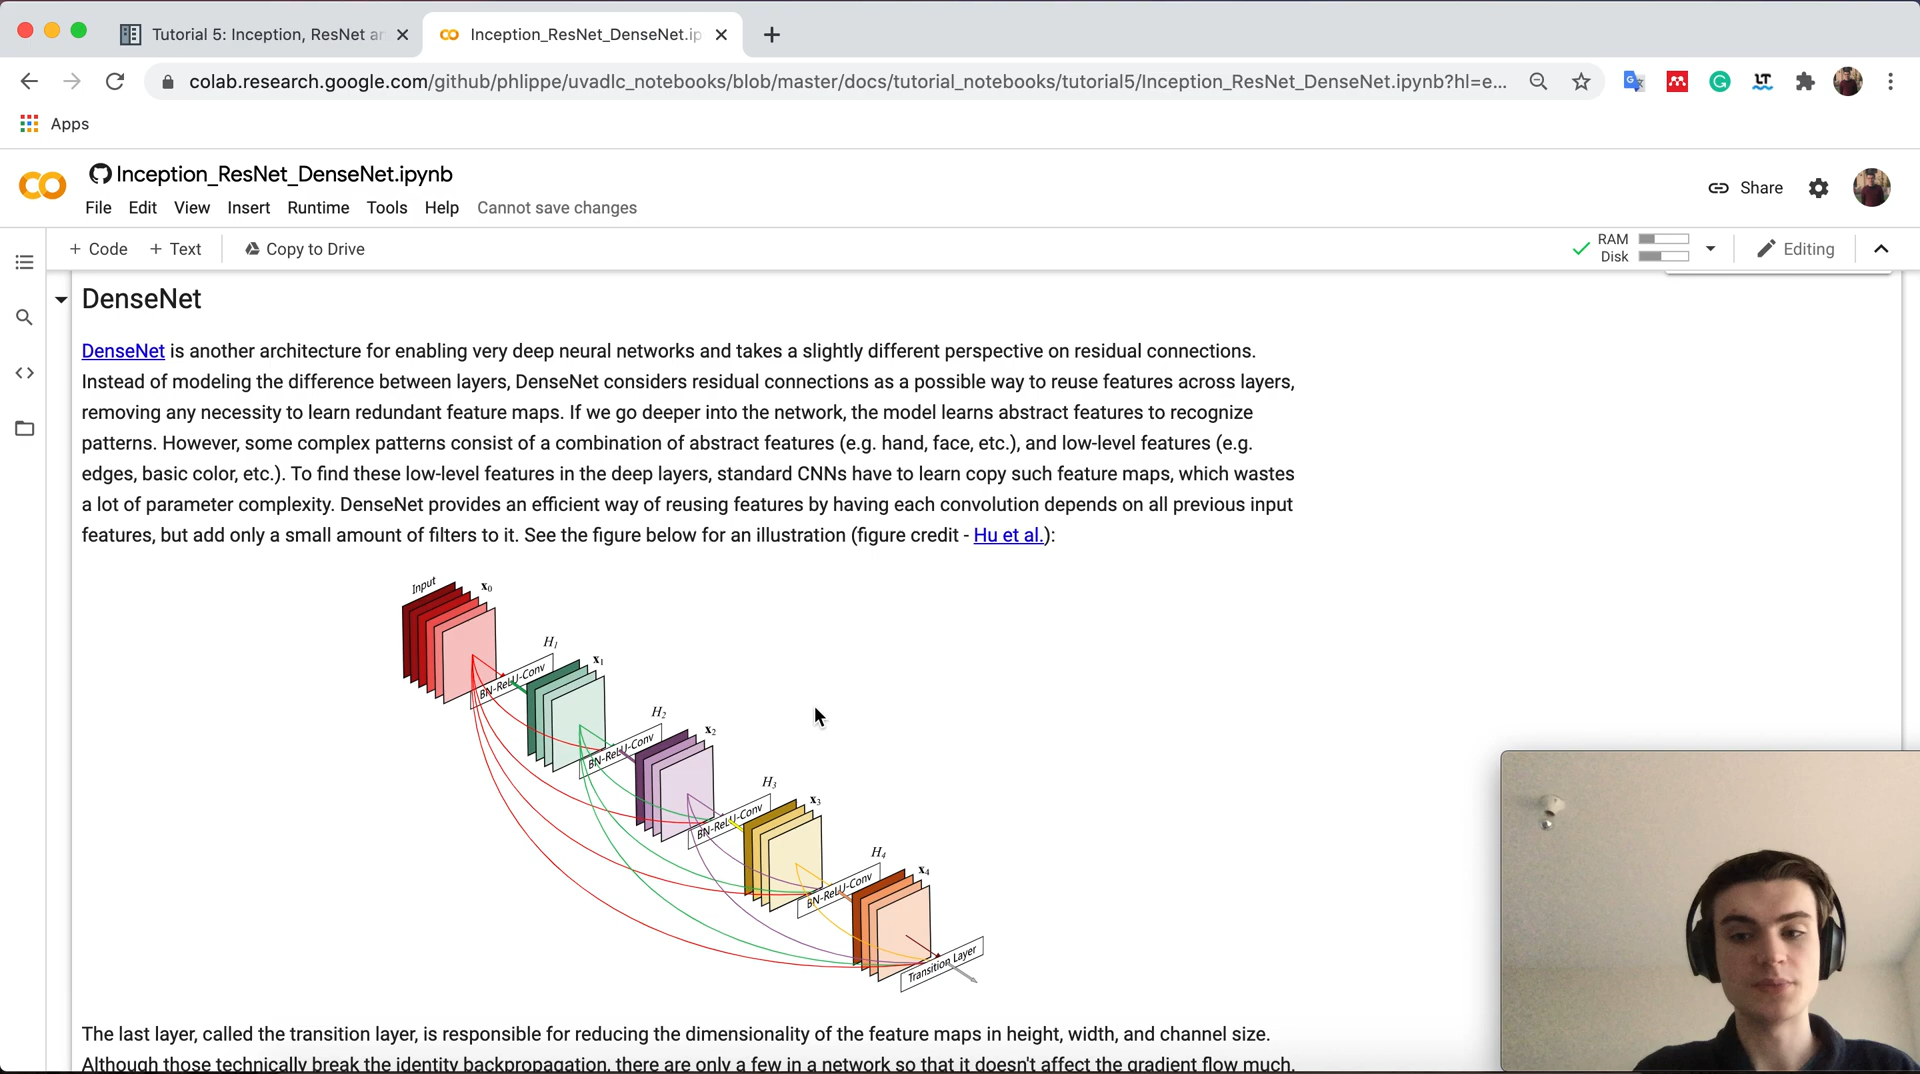 Tutorial 5: Inception, ResNet an
Inception_ResNet_DenseNet.ip
colab.research.google.com/github/phlippe/uvadlc_notebooks/blob/master/docs/tutorial_notebooks/tutorial5/Inception_ResNet_DenseNet.ipynb?hl=e...
Apps
Inception_ResNet_DenseNet.ipynb
Share
File Edit View Insert Runtime Tools Help Cannot save changes
+ Code + Text Copy to Drive
RAM
Disk
Editing
DenseNet
DenseNet is another architecture for enabling very deep neural networks and takes a slightly different perspective on residual connections.
Instead of modeling the difference between layers, DenseNet considers residual connections as a possible way to reuse features across layers,
removing any necessity to learn redundant feature maps. If we go deeper into the network, the model learns abstract features to recognize
patterns. However, some complex patterns consist of a combination of abstract features (e.g. hand, face, etc.), and low-level features (e.g.
edges, basic color, etc.). To find these low-level features in the deep layers, standard CNNs have to learn copy such feature maps, which wastes
a lot of parameter complexity. DenseNet provides an efficient way of reusing features by having each convolution depends on all previous input
features, but add only a small amount of filters to it. See the figure below for an illustration (figure credit - Hu et al.):
Input
x0
H1
BN-ReLU-Conv
x1
H2
BN-ReLU-Conv
x2
H3
BN-ReLU-Conv
x3
H4
BN-ReLU-Conv
x4
Transition Layer
The last layer, called the transition layer, is responsible for reducing the dimensionality of the feature maps in height, width, and channel size.
Although those technically break the identity backpropagation, there are only a few in a network so that it doesn't affect the gradient flow much.